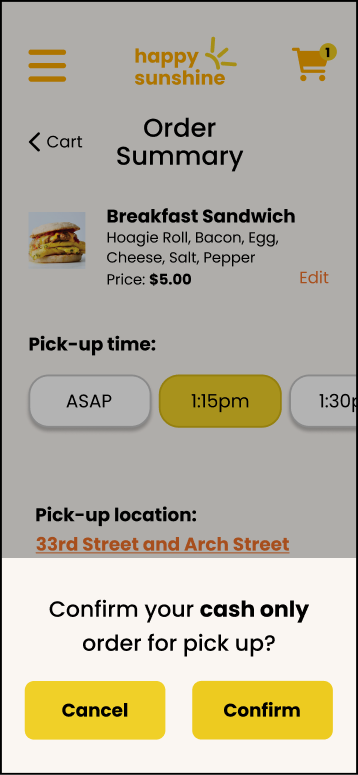 happy
sunshine
1
Cart
Order
Summary
Breakfast Sandwich
Hoagie Roll, Bacon, Egg,
Cheese, Salt, Pepper
Price: $5.00
Edit
Pick-up time:
ASAP
1:15pm
1:30p
Pick-up location:
33rd Street and Arch Street
Confirm your cash only
order for pick up?
Cancel
Confirm